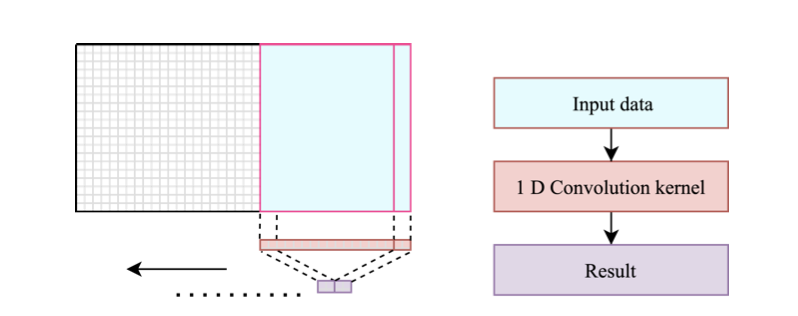 Input data
1 D Convolution kernel
Result